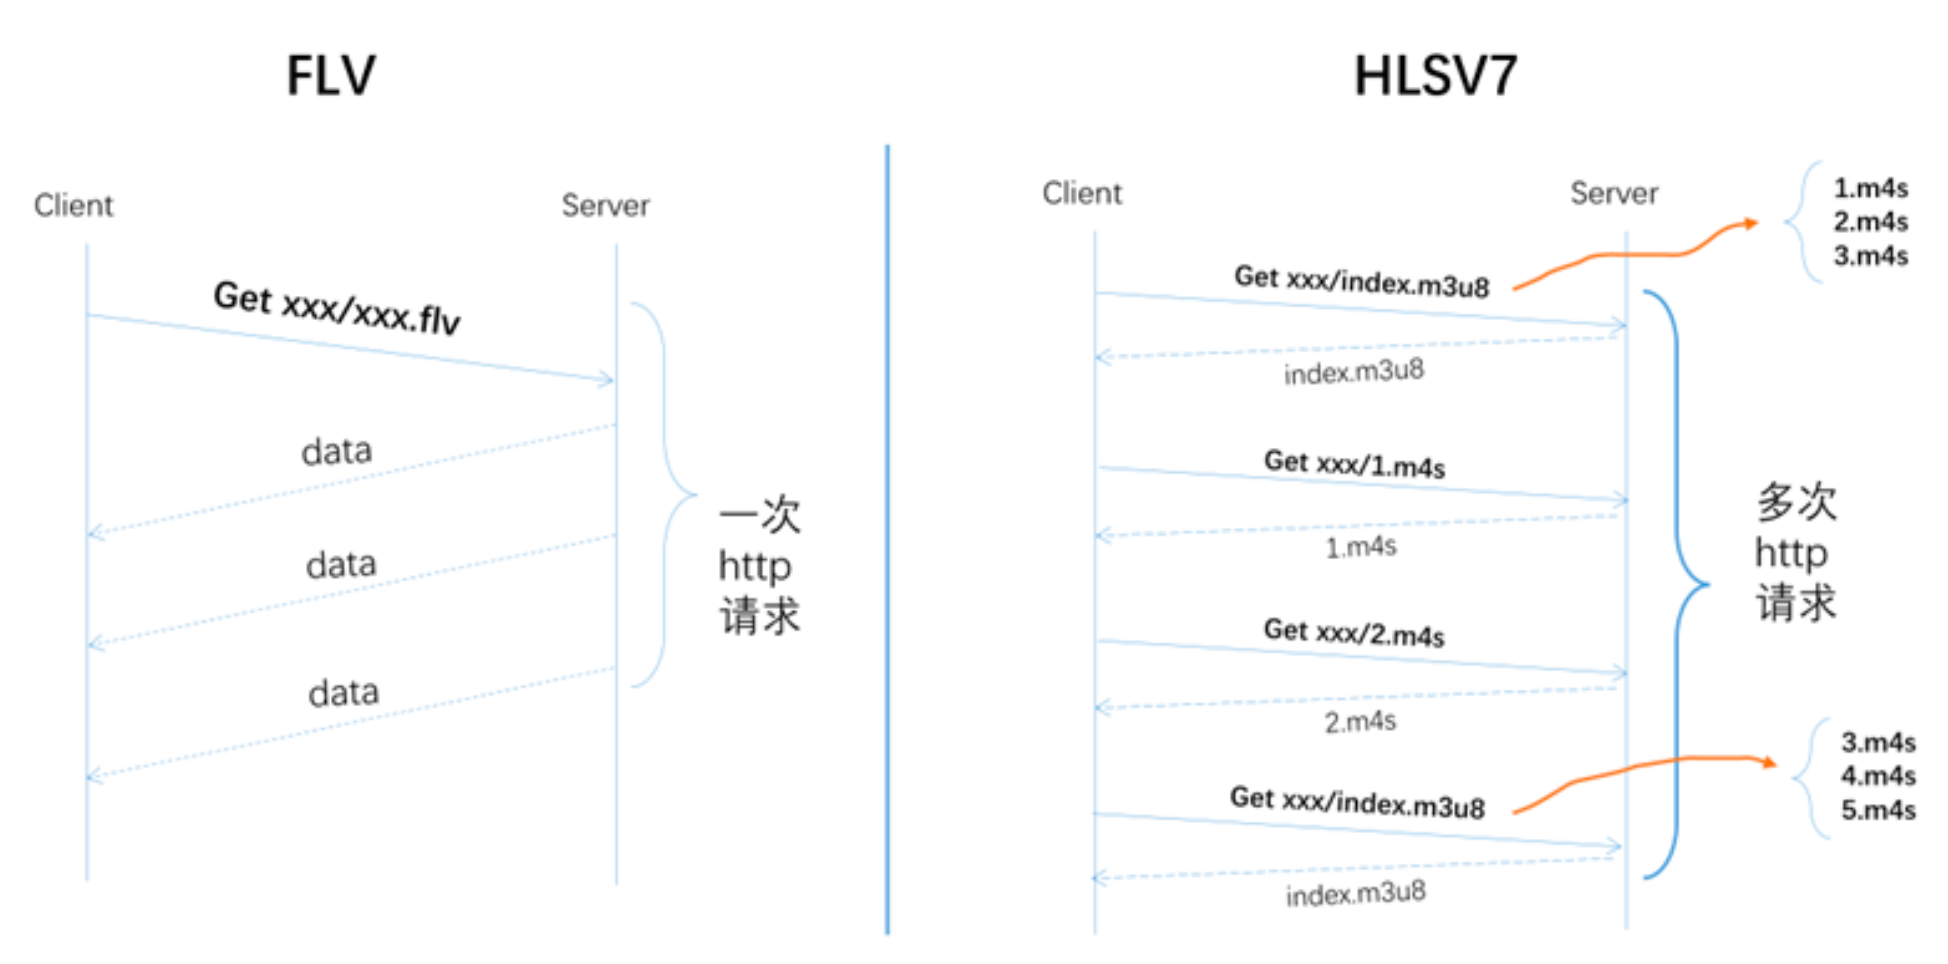 FLV
Client
Server
Get xxx/xxx.flv
data
data
data
一次
http
请求
HLSV7
Client
Server
1.m4s
2.m4s
3.m4s
Get xxx/index.m3u8
index.m3u8
Get xxx/1.m4s
1.m4s
多次
http
请求
Get xxx/2.m4s
2.m4s
3.m4s
4.m4s
5.m4s
Get xxx/index.m3u8
index.m3u8